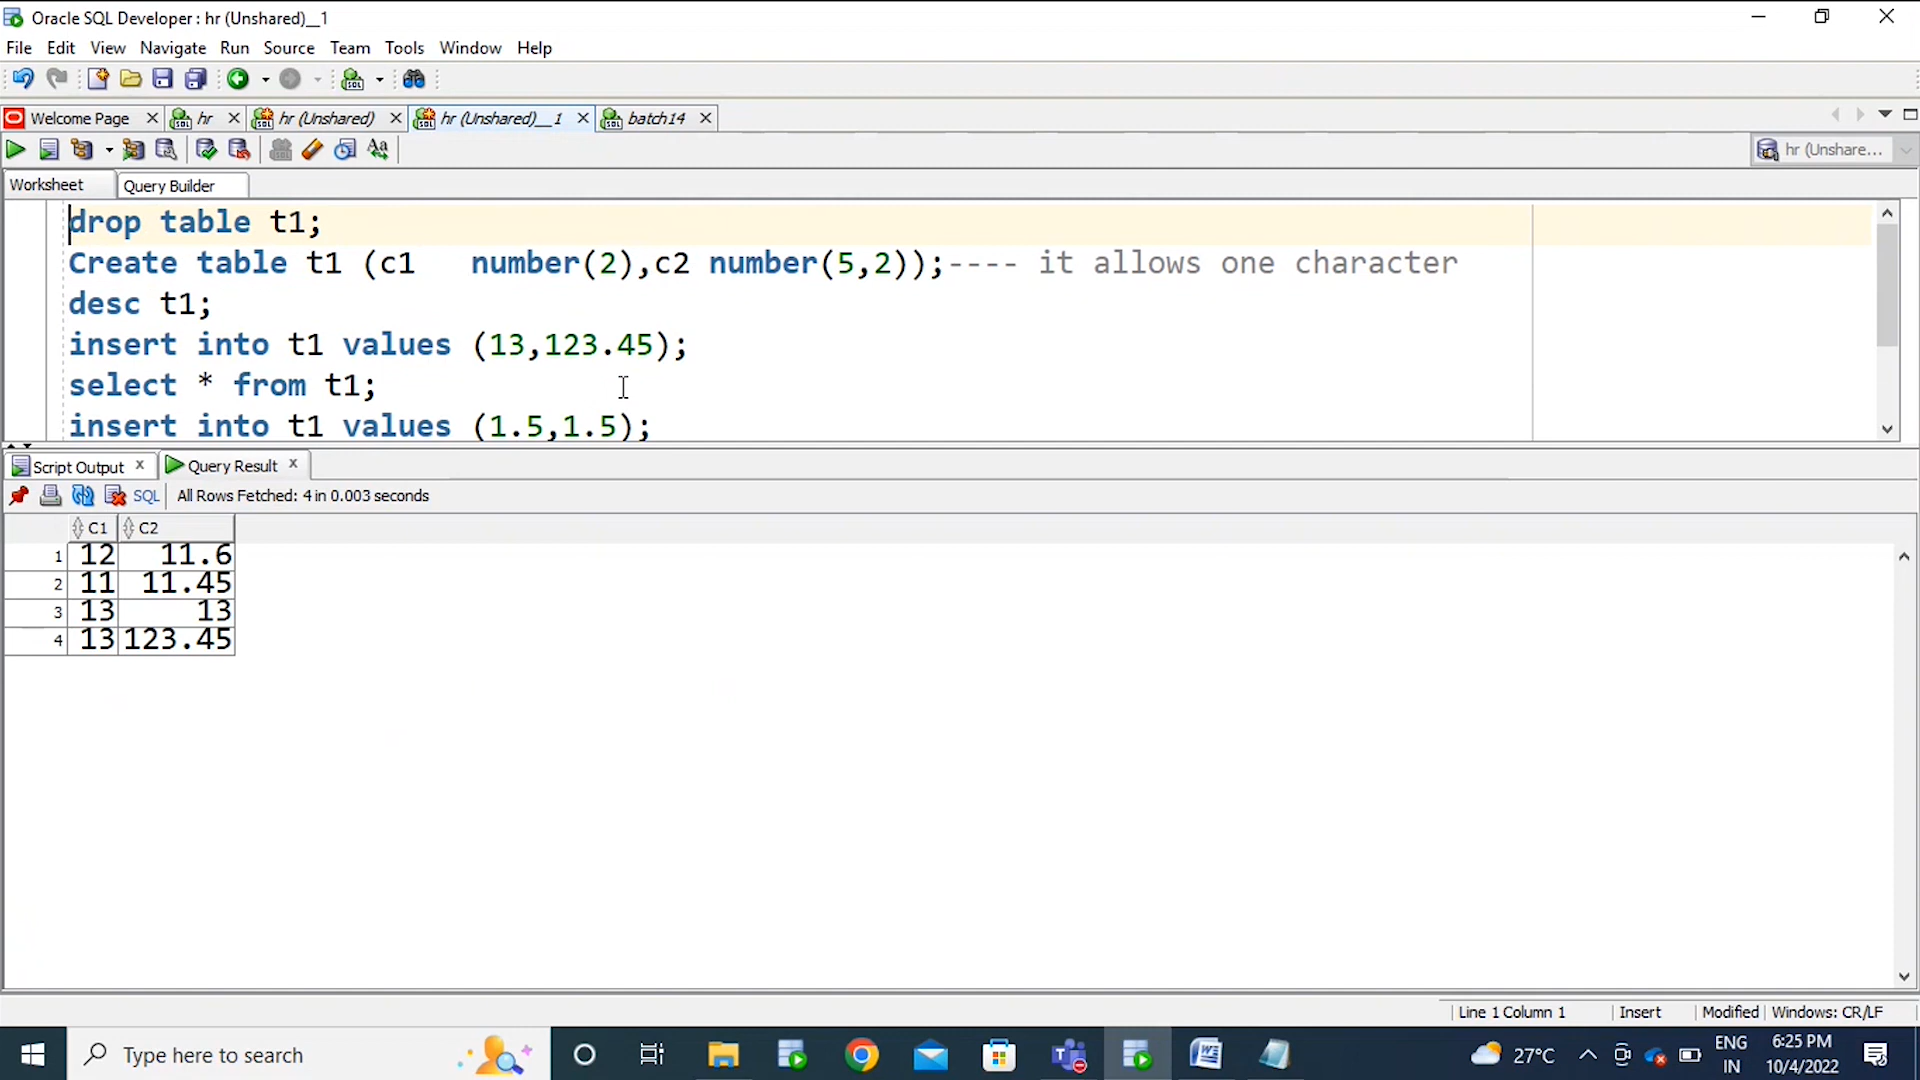 Oracle SQL Developer : hr (Unshared)__1
File Edit View Navigate Run Source Team Tools Window Help
Welcome Page hr hr (Unshared) hr (Unshared)__1 batch14
hr (Unshare...
Worksheet Query Builder
drop table t1;
Create table t1 (c1   number(2),c2 number(5,2));---- it allows one character
desc t1;
insert into t1 values (13,123.45);
select * from t1;
insert into t1 values (1.5,1.5);
Script Output Query Result
SQL All Rows Fetched: 4 in 0.003 seconds
C1 C2
1 12 11.6
2 11 11.45
3 13 13
4 13 123.45
Line 1 Column 1 Insert Modified Windows: CR/LF
Type here to search
27°C ENG IN 6:25 PM 10/4/2022